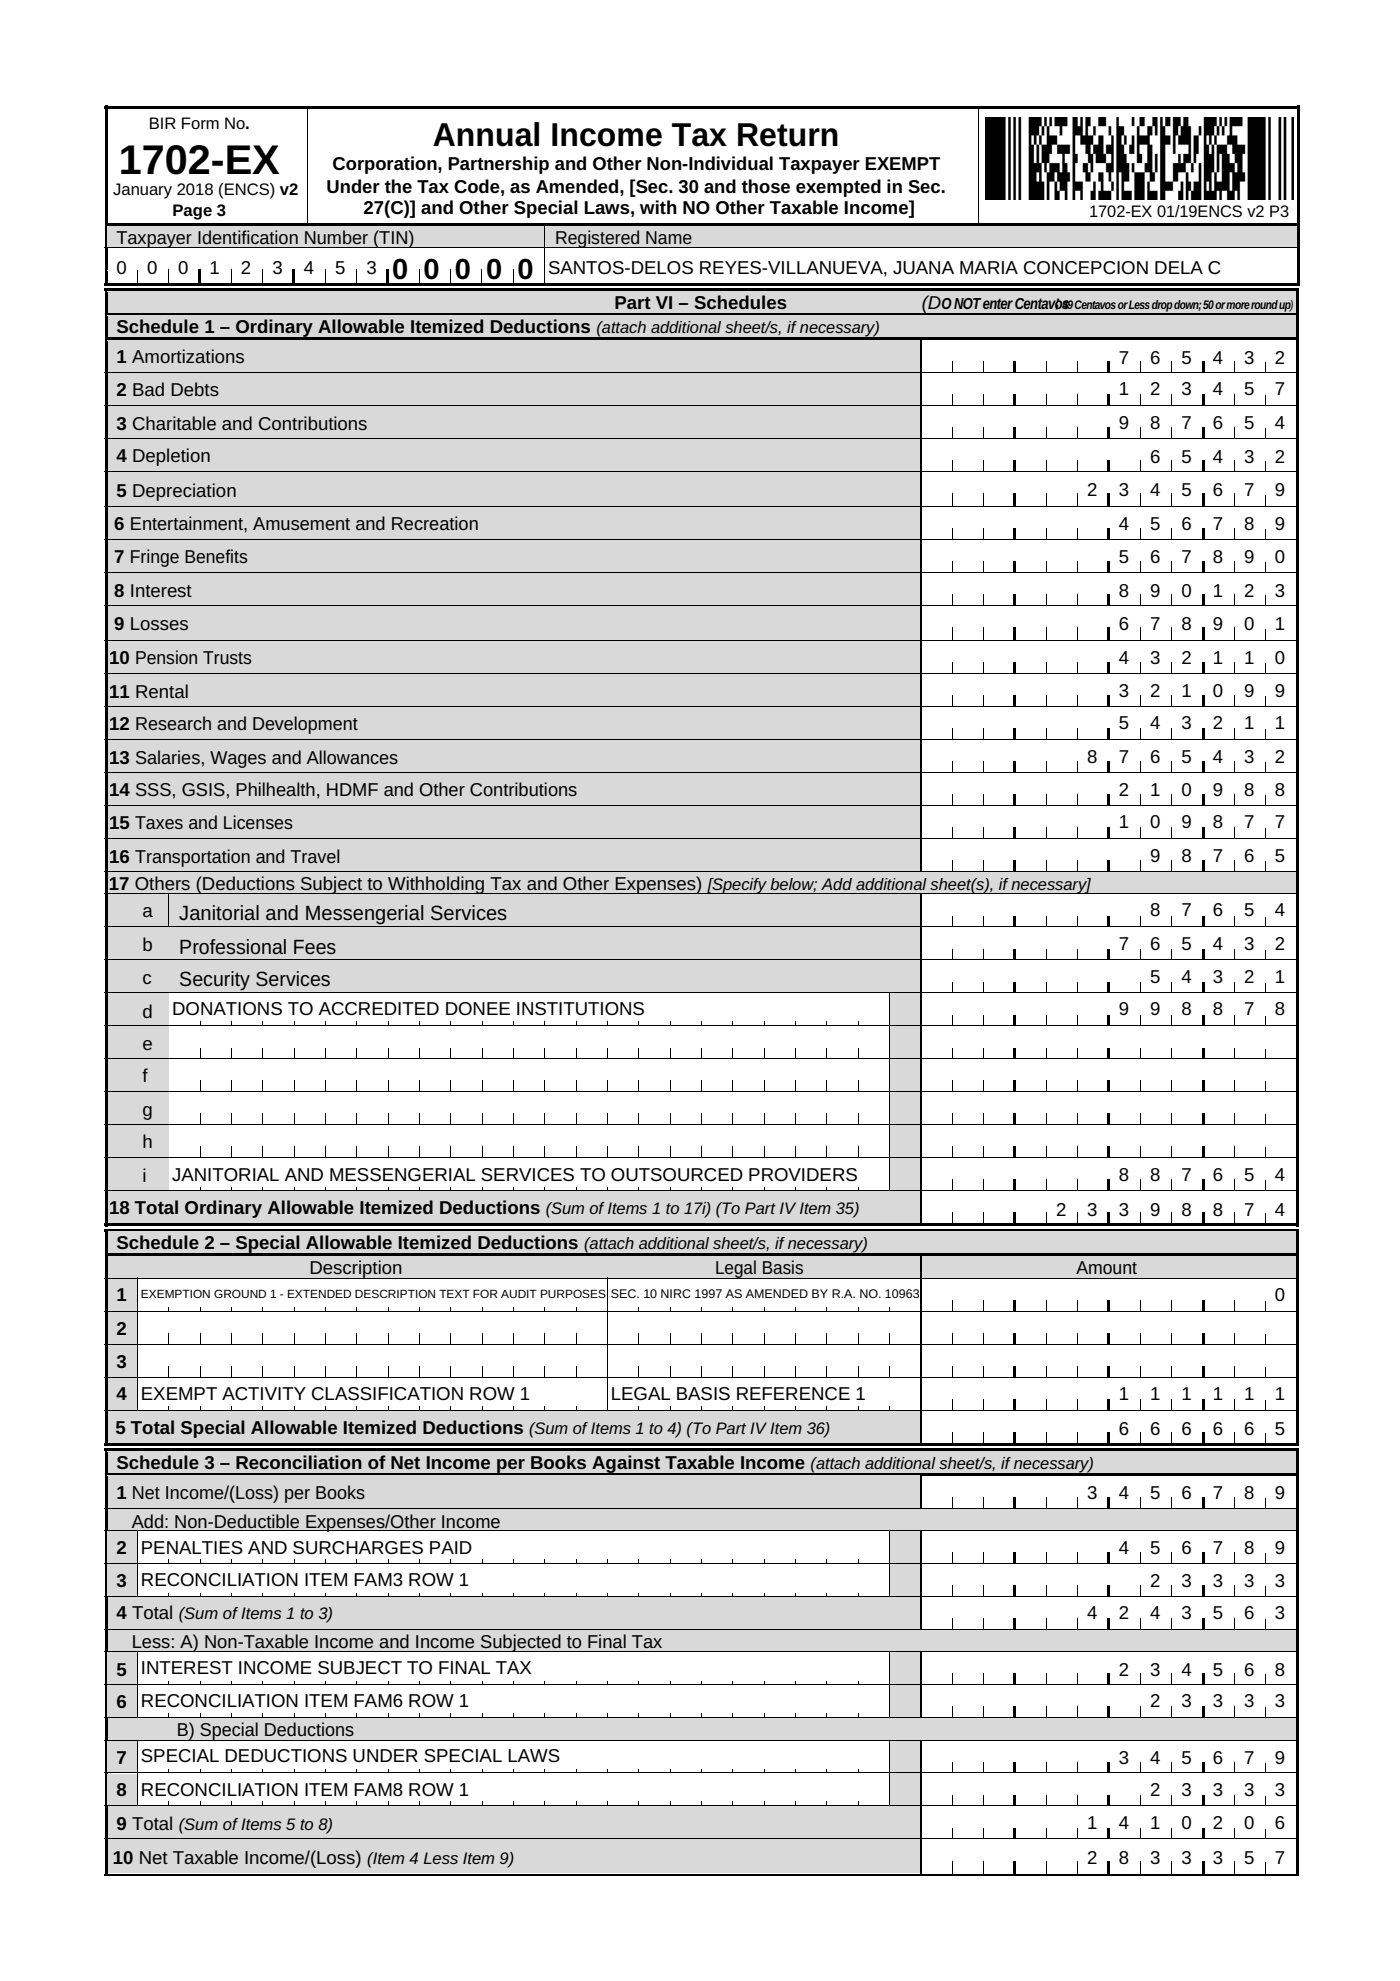 BIR Form No.
1702-EX
January 2018 (ENCS) v2
Page 3
Annual Income Tax Return
Corporation, Partnership and Other Non-Individual Taxpayer EXEMPT
Under the Tax Code, as Amended, [Sec. 30 and those exempted in Sec.
27(C)] and Other Special Laws, with NO Other Taxable Income]
1702-EX 01/19ENCS v2 P3
Taxpayer Identification Number (TIN) Registered Name
0 0 0 1 2 3 4 5 3 0 0 0 0 0 SANTOS-DELOS REYES-VILLANUEVA, JUANA MARIA CONCEPCION DELA C
Part VI – Schedules (DO NOT enter Centavos 49 Centavos or Less drop down; 50 or more round up)
Schedule 1 – Ordinary Allowable Itemized Deductions (attach additional sheet/s, if necessary)
1 Amortizations 7 6 5 4 3 2
2 Bad Debts 1 2 3 4 5 7
3 Charitable and Contributions 9 8 7 6 5 4
4 Depletion 6 5 4 3 2
5 Depreciation 2 3 4 5 6 7 9
6 Entertainment, Amusement and Recreation 4 5 6 7 8 9
7 Fringe Benefits 5 6 7 8 9 0
8 Interest 8 9 0 1 2 3
9 Losses 6 7 8 9 0 1
10 Pension Trusts 4 3 2 1 1 0
11 Rental 3 2 1 0 9 9
12 Research and Development 5 4 3 2 1 1
13 Salaries, Wages and Allowances 8 7 6 5 4 3 2
14 SSS, GSIS, Philhealth, HDMF and Other Contributions 2 1 0 9 8 8
15 Taxes and Licenses 1 0 9 8 7 7
16 Transportation and Travel 9 8 7 6 5
17 Others (Deductions Subject to Withholding Tax and Other Expenses) [Specify below; Add additional sheet(s), if necessary]
a Janitorial and Messengerial Services 8 7 6 5 4
b Professional Fees 7 6 5 4 3 2
c Security Services 5 4 3 2 1
d DONATIONS TO ACCREDITED DONEE INSTITUTIONS 9 9 8 8 7 8
e
f
g
h
i JANITORIAL AND MESSENGERIAL SERVICES TO OUTSOURCED PROVIDERS 8 8 7 6 5 4
18 Total Ordinary Allowable Itemized Deductions (Sum of Items 1 to 17i) (To Part IV Item 35) 2 3 3 9 8 8 7 4
Schedule 2 – Special Allowable Itemized Deductions (attach additional sheet/s, if necessary)
Description Legal Basis Amount
1 EXEMPTION GROUND 1 - EXTENDED DESCRIPTION TEXT FOR AUDIT PURPOSES SEC. 10 NIRC 1997 AS AMENDED BY R.A. NO. 10963 0
2
3
4 EXEMPT ACTIVITY CLASSIFICATION ROW 1 LEGAL BASIS REFERENCE 1 1 1 1 1 1 1
5 Total Special Allowable Itemized Deductions (Sum of Items 1 to 4) (To Part IV Item 36) 6 6 6 6 6 5
Schedule 3 – Reconciliation of Net Income per Books Against Taxable Income (attach additional sheet/s, if necessary)
1 Net Income/(Loss) per Books 3 4 5 6 7 8 9
Add: Non-Deductible Expenses/Other Income
2 PENALTIES AND SURCHARGES PAID 4 5 6 7 8 9
3 RECONCILIATION ITEM FAM3 ROW 1 2 3 3 3 3
4 Total (Sum of Items 1 to 3) 4 2 4 3 5 6 3
Less: A) Non-Taxable Income and Income Subjected to Final Tax
5 INTEREST INCOME SUBJECT TO FINAL TAX 2 3 4 5 6 8
6 RECONCILIATION ITEM FAM6 ROW 1 2 3 3 3 3
B) Special Deductions
7 SPECIAL DEDUCTIONS UNDER SPECIAL LAWS 3 4 5 6 7 9
8 RECONCILIATION ITEM FAM8 ROW 1 2 3 3 3 3
9 Total (Sum of Items 5 to 8) 1 4 1 0 2 0 6
10 Net Taxable Income/(Loss) (Item 4 Less Item 9) 2 8 3 3 3 5 7